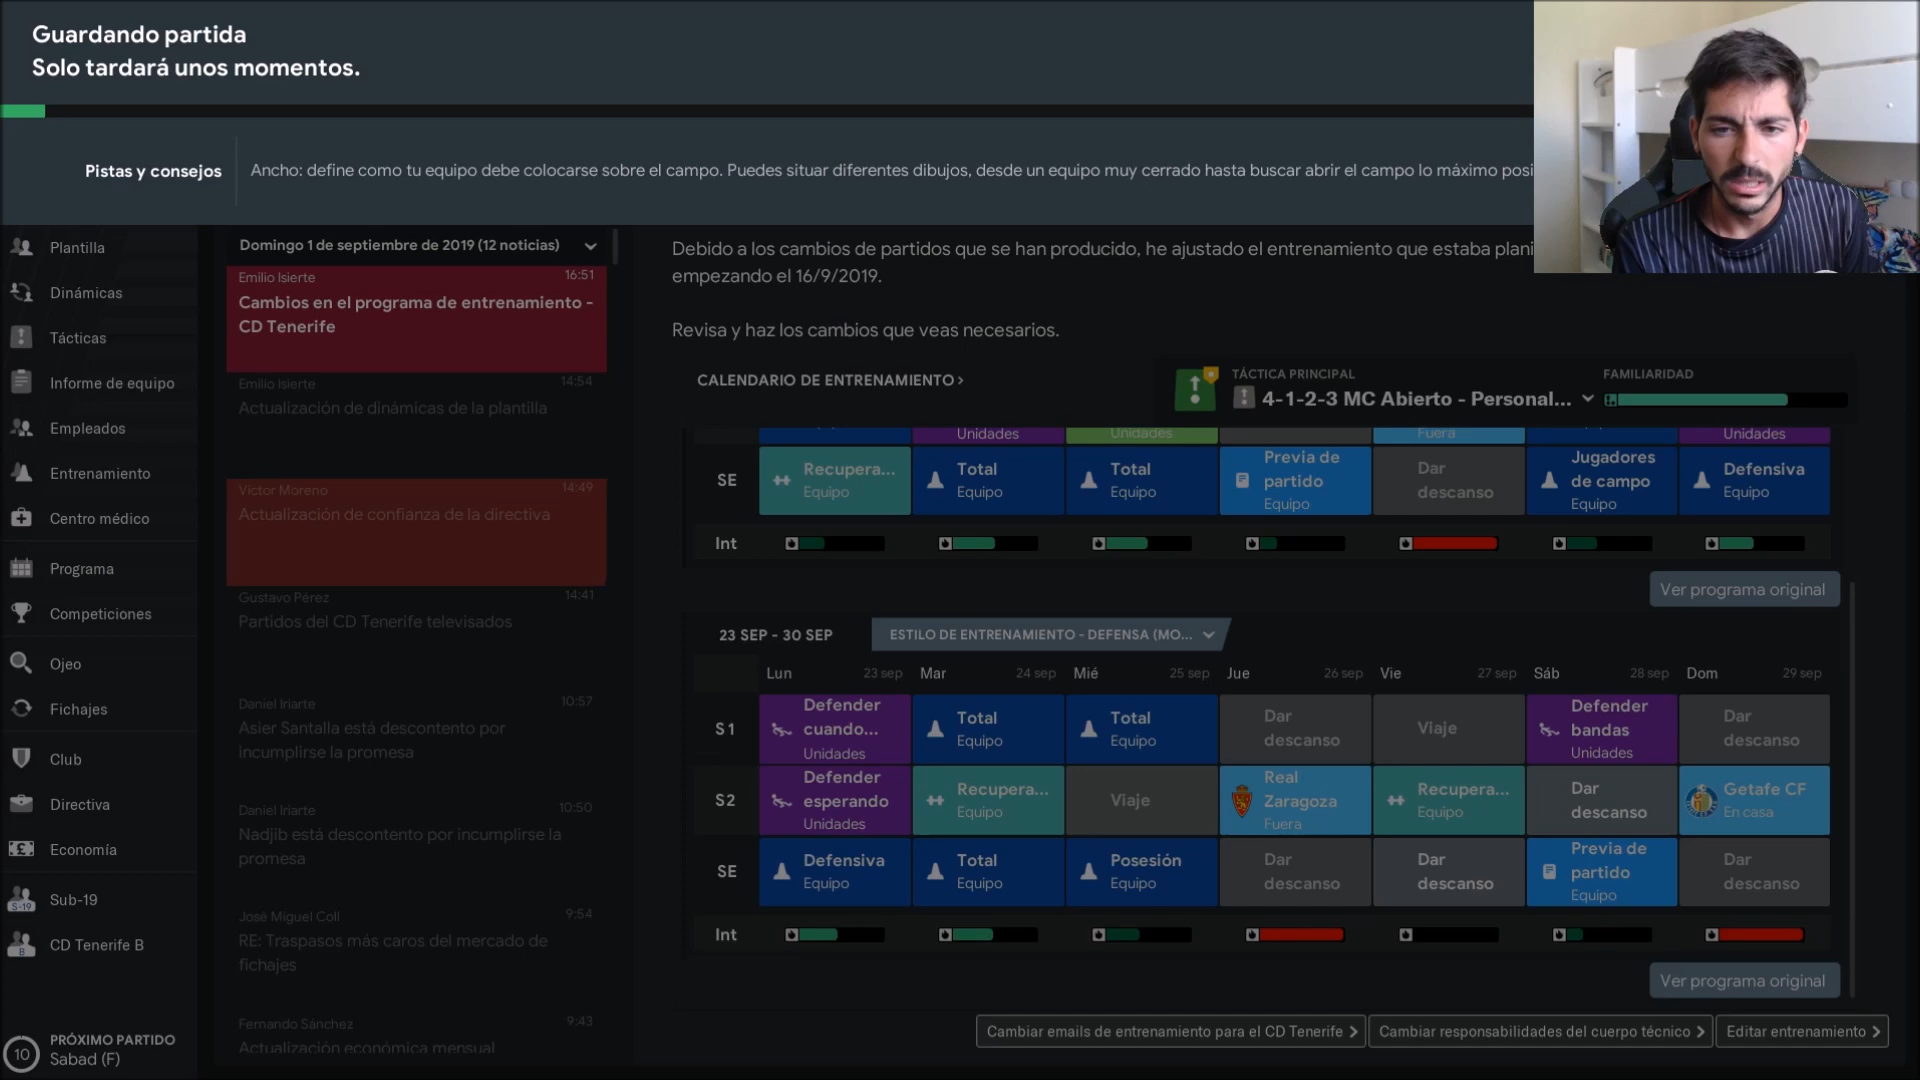 Guardando partida
Solo tardará unos momentos.
Pistas y consejos
Ancho: define como tu equipo debe colocarse sobre el campo. Puedes situar diferentes dibujos, desde un equipo muy cerrado hasta buscar abrir el campo lo máximo posi
Plantilla
Dinámicas
Tácticas
Informe de equipo
Empleados
Entrenamiento
Centro médico
Programa
Competiciones
Ojeo
Fichajes
Club
Directiva
Economía
S-19
Sub-19
B
CD Tenerife B
10
PRÓXIMO PARTIDO
Sabad (F)
Domingo 1 de septiembre de 2019 (12 noticias)
Emilio Isierte 16:51
Cambios en el programa de entrenamiento -
CD Tenerife
Emilio Isierte 14:54
Actualización de dinámicas de la plantilla
Víctor Moreno 14:49
Actualización de confianza de la directiva
Gustavo Pérez 14:41
Partidos del CD Tenerife televisados
Daniel Iriarte 10:57
Asier Santalla está descontento por
incumplirse la promesa
Daniel Iriarte 10:50
Nadjib está descontento por incumplirse la
promesa
José Miguel Coll 9:54
RE: Traspasos más caros del mercado de
fichajes
Fernando Sánchez 9:43
Actualización económica mensual
Debido a los cambios de partidos que se han producido, he ajustado el entrenamiento que estaba plani
empezando el 16/9/2019.
Revisa y haz los cambios que veas necesarios.
CALENDARIO DE ENTRENAMIENTO
TÁCTICA PRINCIPAL
4-1-2-3 MC Abierto - Personal...
FAMILIARIDAD
Unidades Unidades Fuera Unidades
SE
Recupera...
Equipo
Total
Equipo
Total
Equipo
Previa de
partido
Equipo
Dar
descanso
Jugadores
de campo
Equipo
Defensiva
Equipo
Int
Ver programa original
23 SEP - 30 SEP
ESTILO DE ENTRENAMIENTO - DEFENSA (MO...
Lun 23 sep Mar 24 sep Mié 25 sep Jue 26 sep Vie 27 sep Sáb 28 sep Dom 29 sep
S1
Defender
cuando...
Unidades
Total
Equipo
Total
Equipo
Dar
descanso
Viaje
Defender
bandas
Unidades
Dar
descanso
S2
Defender
esperando
Unidades
Recupera...
Equipo
Viaje
Real
Zaragoza
Fuera
Recupera...
Equipo
Dar
descanso
Getafe CF
En casa
SE
Defensiva
Equipo
Total
Equipo
Posesión
Equipo
Dar
descanso
Dar
descanso
Previa de
partido
Equipo
Dar
descanso
Int
Ver programa original
Cambiar emails de entrenamiento para el CD Tenerife
Cambiar responsabilidades del cuerpo técnico
Editar entrenamiento